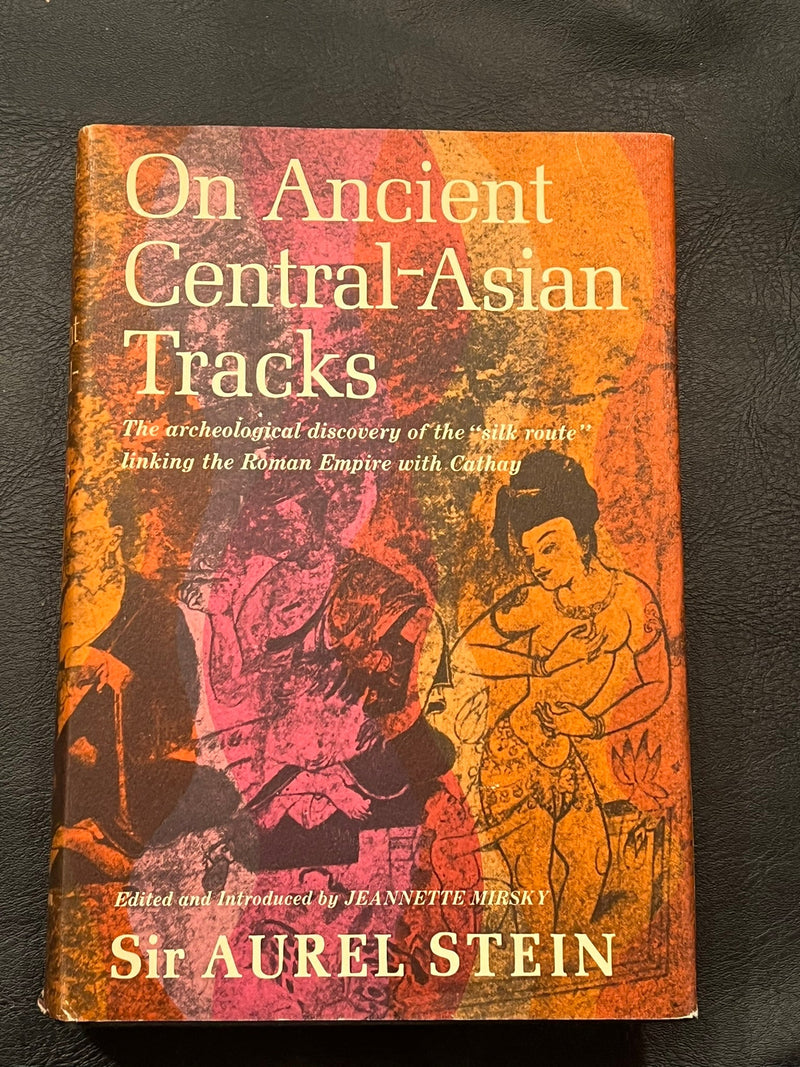 On Ancient
Central-Asian
Tracks
The archeological discovery of the "silk route"
linking the Roman Empire with Cathay
Edited and Introduced by JEANNETTE MIRSKY
Sir AUREL STEIN